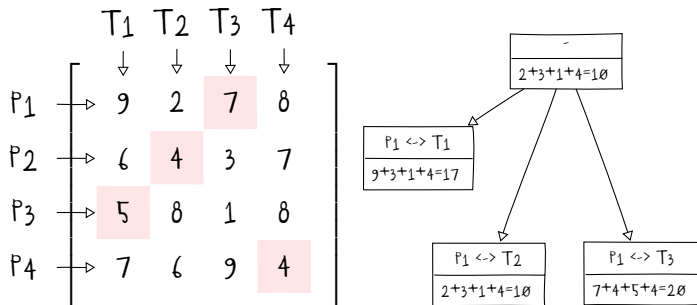 T1 T2 T3 T4
P1 9 2 7 8
P2 6 4 3 7
P3 5 8 1 8
P4 7 6 9 4
-
2+3+1+4=10
P1 <-> T1
9+3+1+4=17
P1 <-> T2
2+3+1+4=10
P1 <-> T3
7+4+5+4=20